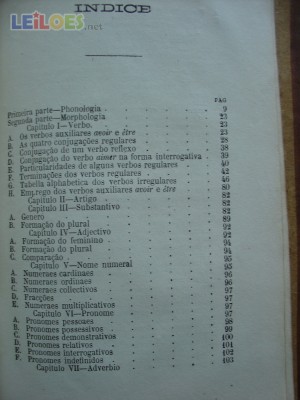 LEiLOES.net
INDICE
PAG
Primeira parte—Phonologia 9
Segunda parte—Morphologia 23
Capitulo I—Verbo. 23
A. Os verbos auxiliares avoir e être 23
B. As quatro conjugações regulares 28
C. Conjugação de um verbo reflexo 38
D. Conjugação do verbo aimer na forma interrogativa 39
E. Particularidades de alguns verbos regulares 40
F. Terminações dos verbos regulares 42
G. Tabella alphabetica dos verbos irregulares 46
H. Emprego dos verbos auxiliares avoir e être 80
Capitulo II—Artigo 82
Capitulo III—Substantivo 82
A. Genero 82
B. Formação do plural 89
Capitulo IV—Adjectivo 92
A. Formação do feminino 92
B. Formação do plural 94
C. Comparação 94
Capitulo V—Nome numeral 95
A. Numeraes cardinaes 95
B. Numeraes ordinaes 96
C. Numeraes collectivos 97
D. Fracções 97
E. Numeraes multiplicativos 97
Capitulo VI—Pronome 97
A. Pronomes pessoaes 98
B. Pronomes possessivos 99
C. Pronomes demonstrativos 100
D. Pronomes relativos 101
E. Pronomes interrogativos 102
F. Pronomes indefinidos 103
Capitulo VII—Adverbio